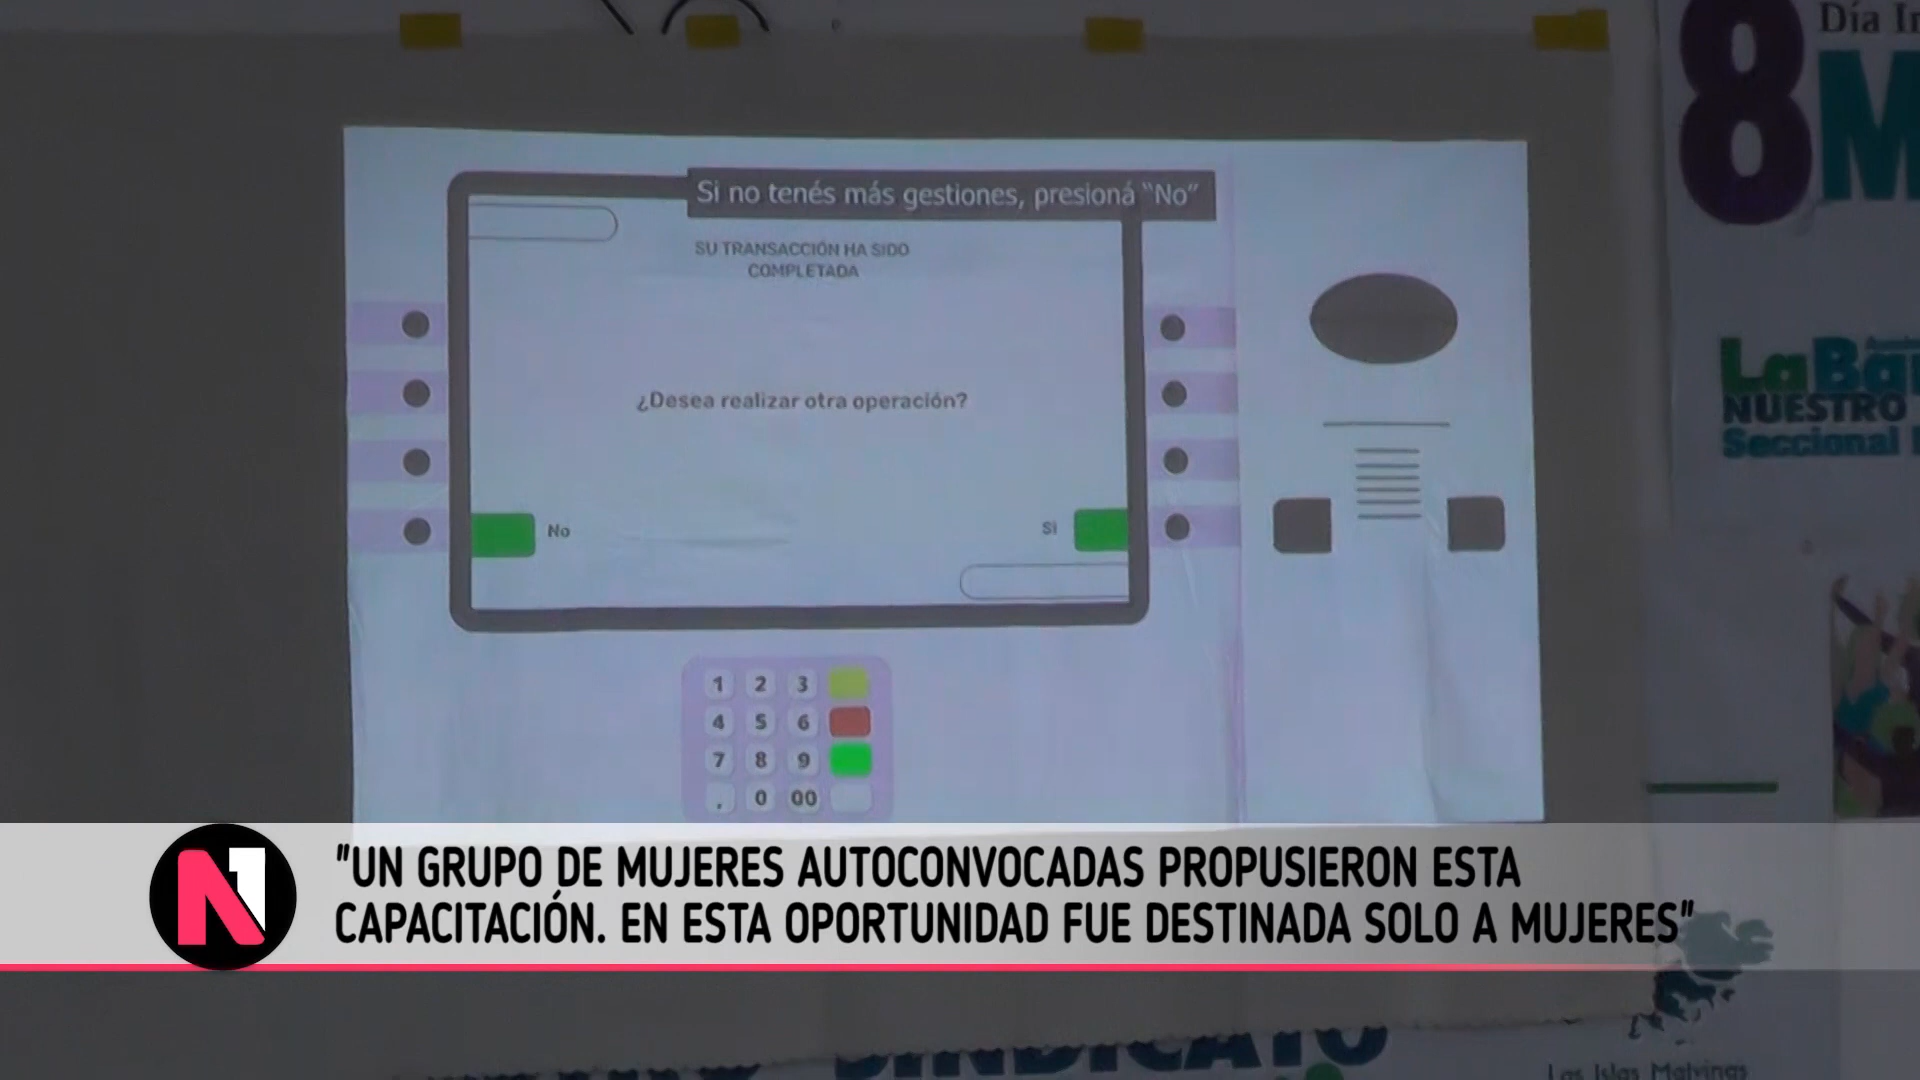 Día
8M
Si no tenés más gestiones, presioná “No”
SU TRANSACCIÓN HA SIDO
COMPLETADA
¿Desea realizar otra operación?
No
Si
La Ba
NUESTRO
Seccional
1 2 3
4 5 6
7 8 9
. 0 00
N1
"UN GRUPO DE MUJERES AUTOCONVOCADAS PROPUSIERON ESTA
CAPACITACIÓN. EN ESTA OPORTUNIDAD FUE DESTINADA SOLO A MUJERES"
SINDICATO
Las Islas Malvinas